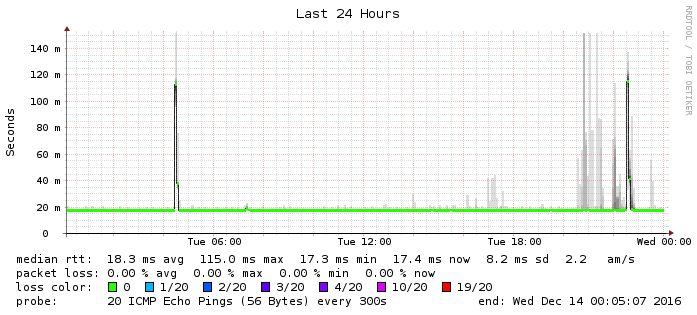 Last 24 Hours
RRDTOOL / TOBI OETIKER
Seconds
140 m
120 m
100 m
80 m
60 m
40 m
20 m
0
Tue 06:00 Tue 12:00 Tue 18:00 Wed 00:00
median rtt: 18.3 ms avg 115.0 ms max 17.3 ms min 17.4 ms now 8.2 ms sd 2.2 am/s
packet loss: 0.00 % avg 0.00 % max 0.00 % min 0.00 % now
loss color: 0 1/20 2/20 3/20 4/20 10/20 19/20
probe: 20 ICMP Echo Pings (56 Bytes) every 300s end: Wed Dec 14 00:05:07 2016